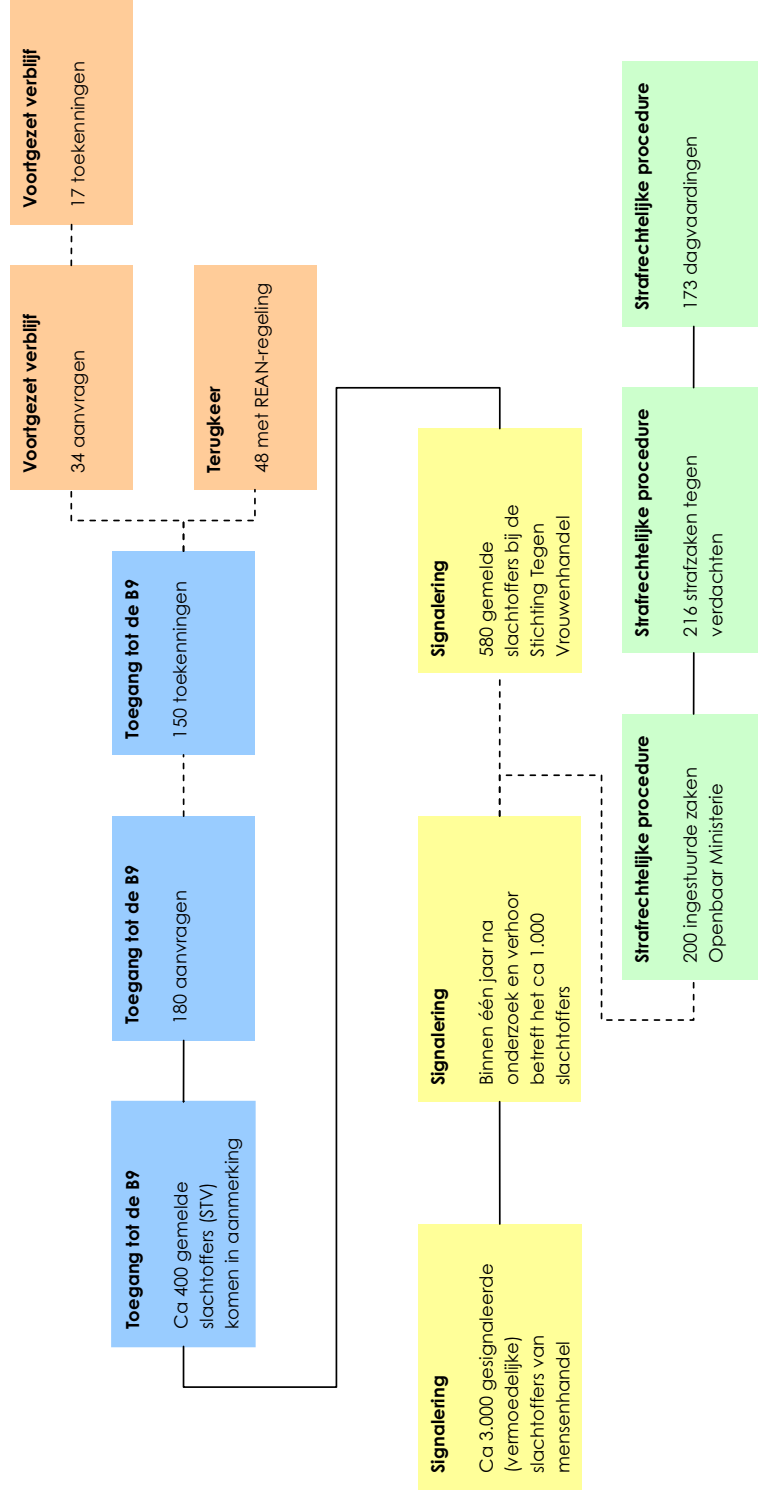 Toegang tot de B9
Ca 400 gemelde
slachtoffers (STV)
komen in aanmerking
Toegang tot de B9
180 aanvragen
Toegang tot de B9
150 toekenningen
Voortgezet verblijf
34 aanvragen
Voortgezet verblijf
17 toekenningen
Terugkeer
48 met REAN-regeling
Signalering
Ca 3.000 gesignaleerde
(vermoedelijke)
slachtoffers van
mensenhandel
Signalering
Binnen één jaar na
onderzoek en verhoor
betreft het ca 1.000
slachtoffers
Signalering
580 gemelde
slachtoffers bij de
Stichting Tegen
Vrouwenhandel
Strafrechtelijke procedure
200 ingestuurde zaken
Openbaar Ministerie
Strafrechtelijke procedure
216 strafzaken tegen
verdachten
Strafrechtelijke procedure
173 dagvaardingen